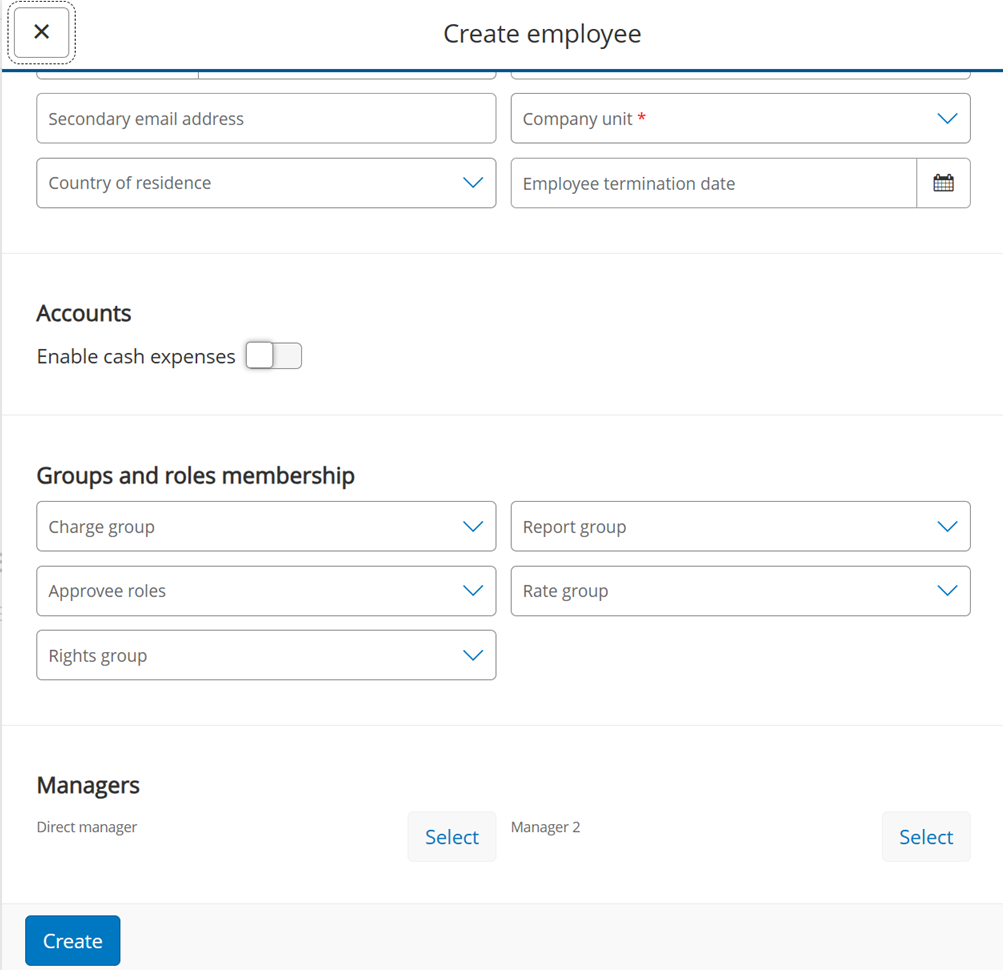 Create employee
Secondary email address
Company unit *
Country of residence
Employee termination date
Accounts
Enable cash expenses
Groups and roles membership
Charge group
Report group
Approvee roles
Rate group
Rights group
Managers
Direct manager
Select
Manager 2
Select
Create